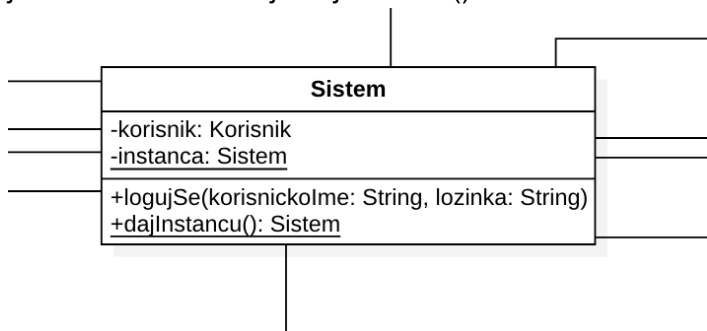 Sistem
-korisnik: Korisnik
-instanca: Sistem
+logujSe(korisnickoIme: String, lozinka: String)
+dajInstancu(): Sistem